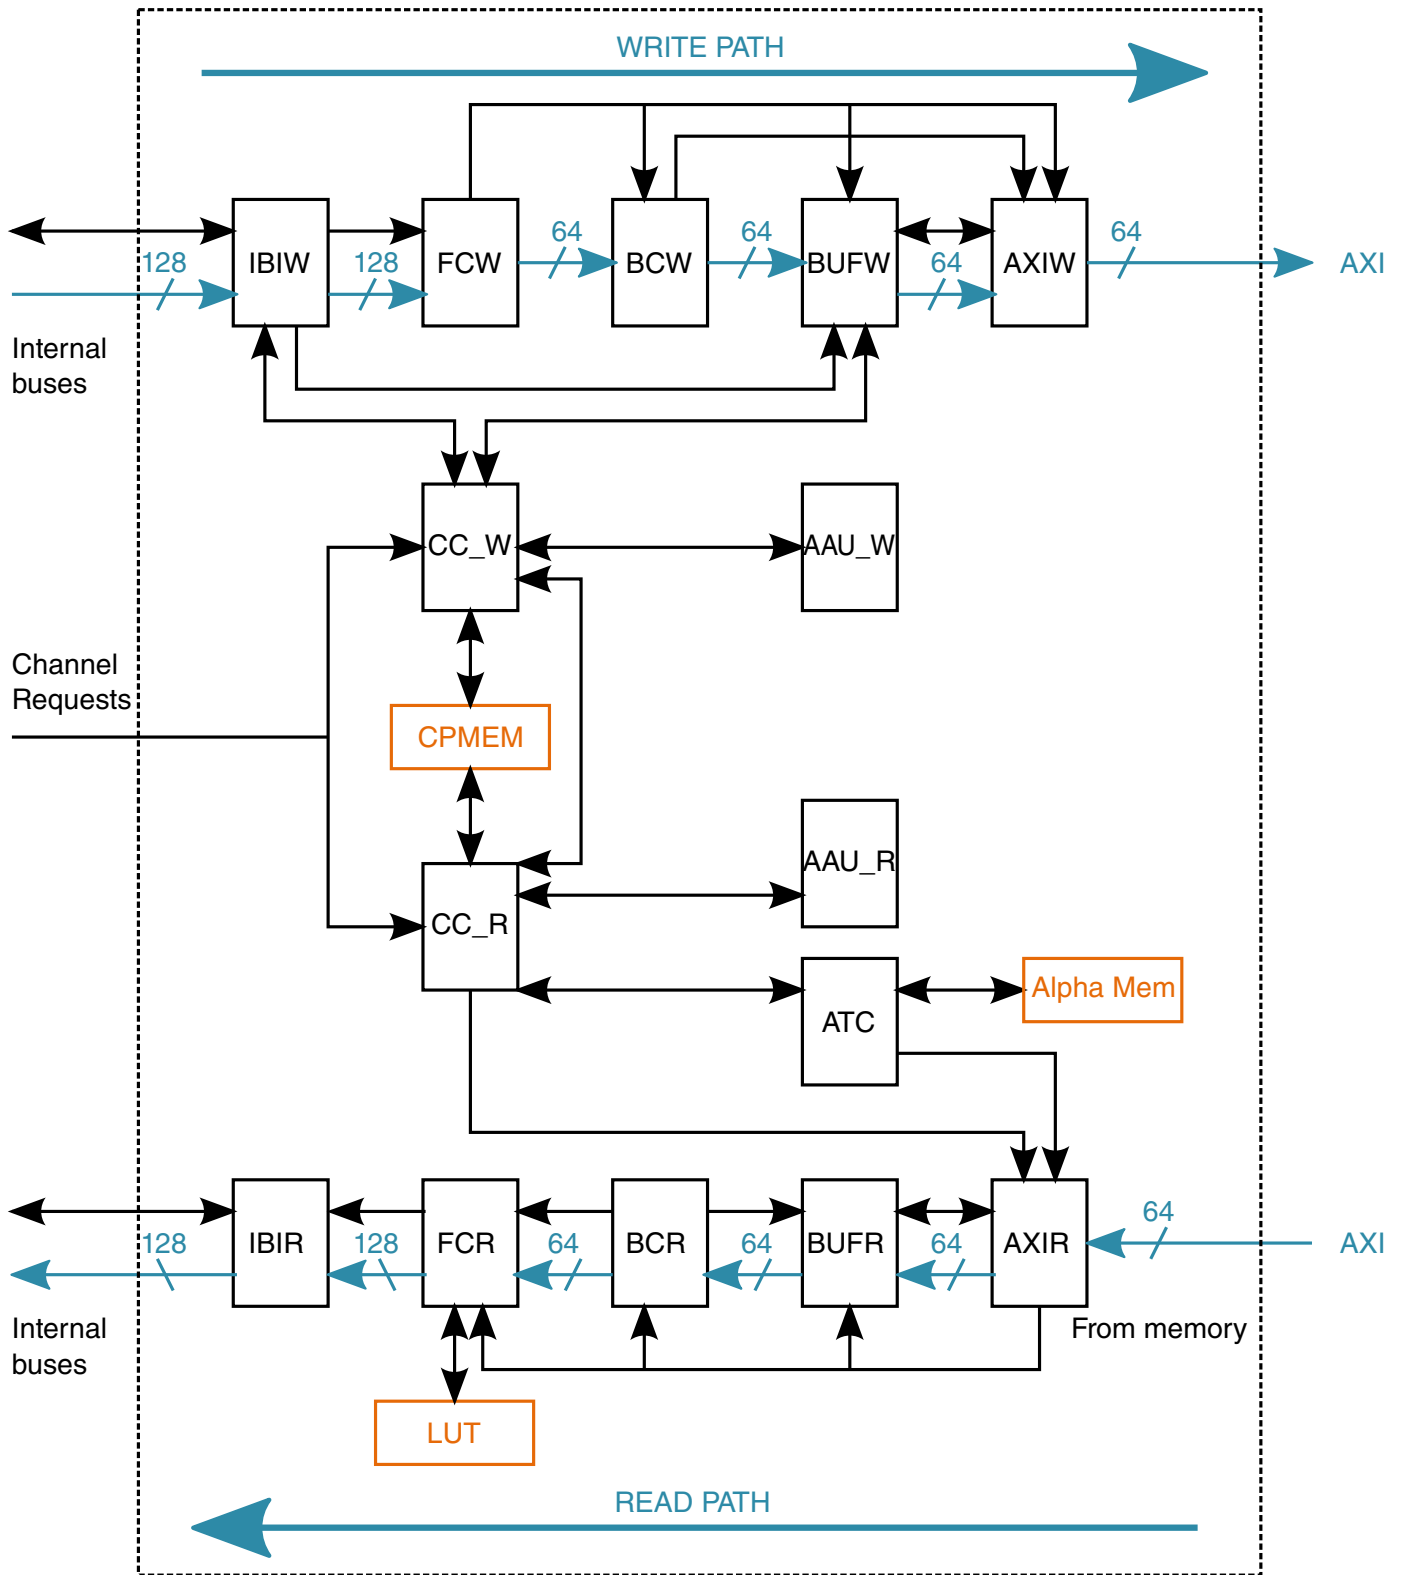 WRITE PATH
64
64
64
128
128
IBIW
FCW
BCW
BUFW
64
AXIW
AXI
Internal
buses
CC_W
AAU_W
Channel
Requests
CPMEM
AAU_R
CC_R
Alpha Mem
ATC
64
128
IBIR
128
FCR
64
BCR
64
BUFR
64
AXIR
AXI
Internal
buses
From memory
LUT
READ PATH